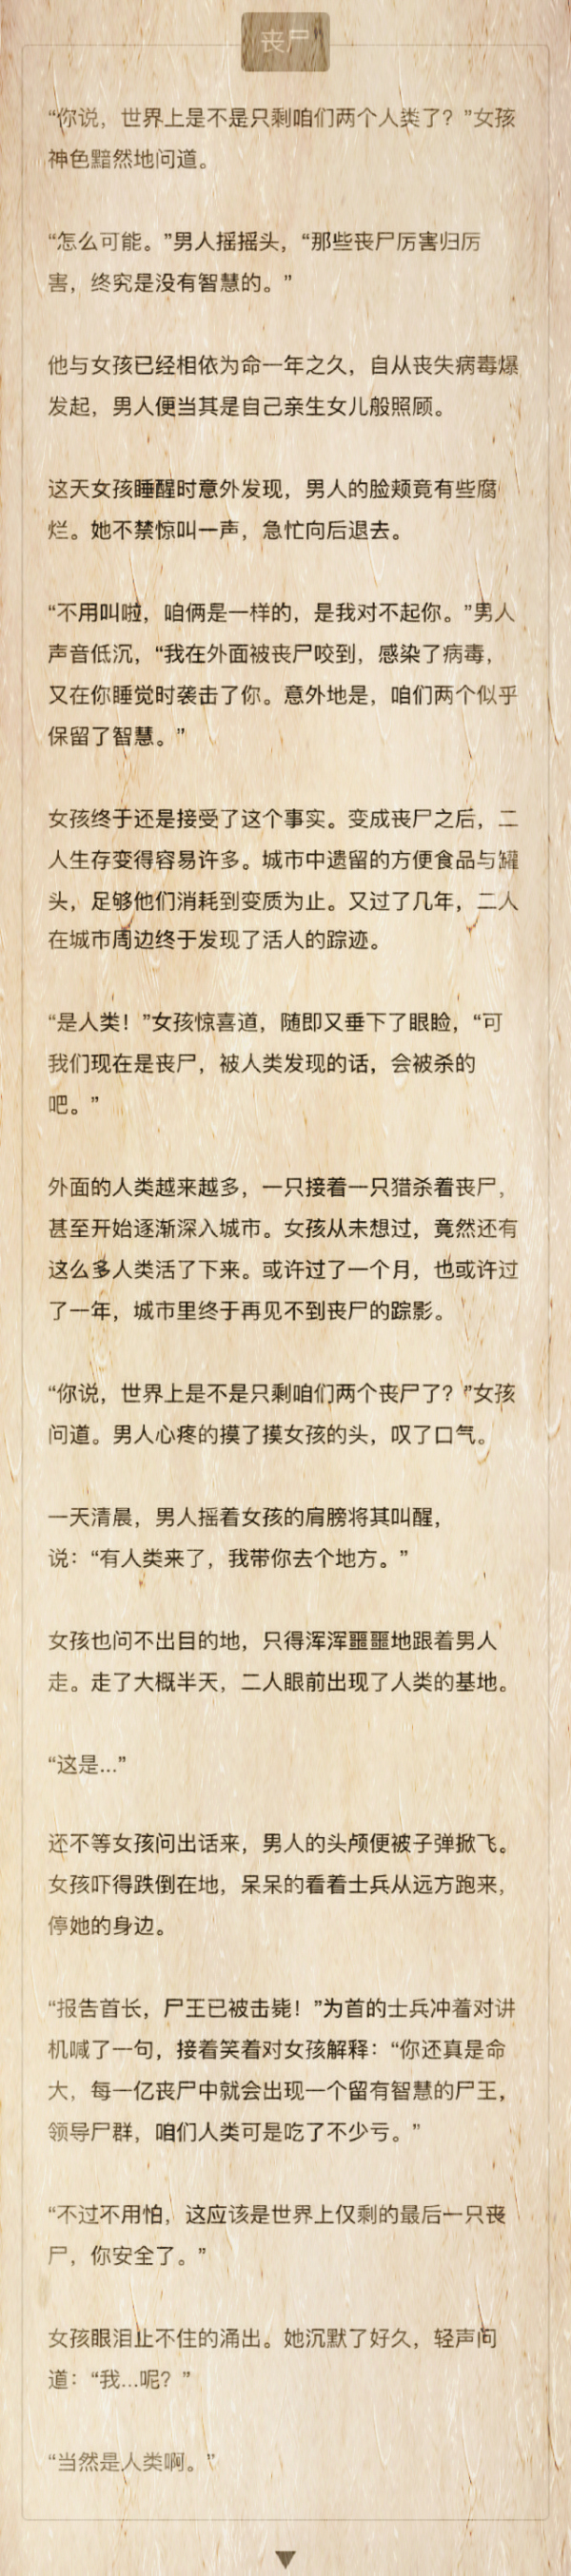 丧尸
“你说，世界上是不是只剩咱们两个人类了？”女孩
神色黯然地问道。
“怎么可能。”男人摇摇头，“那些丧尸厉害归厉
害，终究是没有智慧的。”
他与女孩已经相依为命一年之久，自从丧失病毒爆
发起，男人便当其是自己亲生女儿般照顾。
这天女孩睡醒时意外发现，男人的脸颊竟有些腐
烂。她不禁惊叫一声，急忙向后退去。
“不用叫啦，咱俩是一样的，是我对不起你。”男人
声音低沉，“我在外面被丧尸咬到，感染了病毒，
又在你睡觉时袭击了你。意外地是，咱们两个似乎
保留了智慧。”
女孩终于还是接受了这个事实。变成丧尸之后，二
人生存变得容易许多。城市中遗留的方便食品与罐
头，足够他们消耗到变质为止。又过了几年，二人
在城市周边终于发现了活人的踪迹。
“是人类！”女孩惊喜道，随即又垂下了眼睑，“可
我们现在是丧尸，被人类发现的话，会被杀的
吧。”
外面的人类越来越多，一只接着一只猎杀着丧尸，
甚至开始逐渐深入城市。女孩从未想过，竟然还有
这么多人类活了下来。或许过了一个月，也或许过
了一年，城市里终于再见不到丧尸的踪影。
“你说，世界上是不是只剩咱们两个丧尸了？”女孩
问道。男人心疼的摸了摸女孩的头，叹了口气。
一天清晨，男人摇着女孩的肩膀将其叫醒，
说：“有人类来了，我带你去个地方。”
女孩也问不出目的地，只得浑浑噩噩地跟着男人
走。走了大概半天，二人眼前出现了人类的基地。
“这是...”
还不等女孩问出话来，男人的头颅便被子弹掀飞。
女孩吓得跌倒在地，呆呆的看着士兵从远方跑来，
停她的身边。
“报告首长，尸王已被击毙！”为首的士兵冲着对讲
机喊了一句，接着笑着对女孩解释：“你还真是命
大，每一亿丧尸中就会出现一个留有智慧的尸王，
领导尸群，咱们人类可是吃了不少亏。”
“不过不用怕，这应该是世界上仅剩的最后一只丧
尸，你安全了。”
女孩眼泪止不住的涌出。她沉默了好久，轻声问
道：“我...呢？”
“当然是人类啊。”